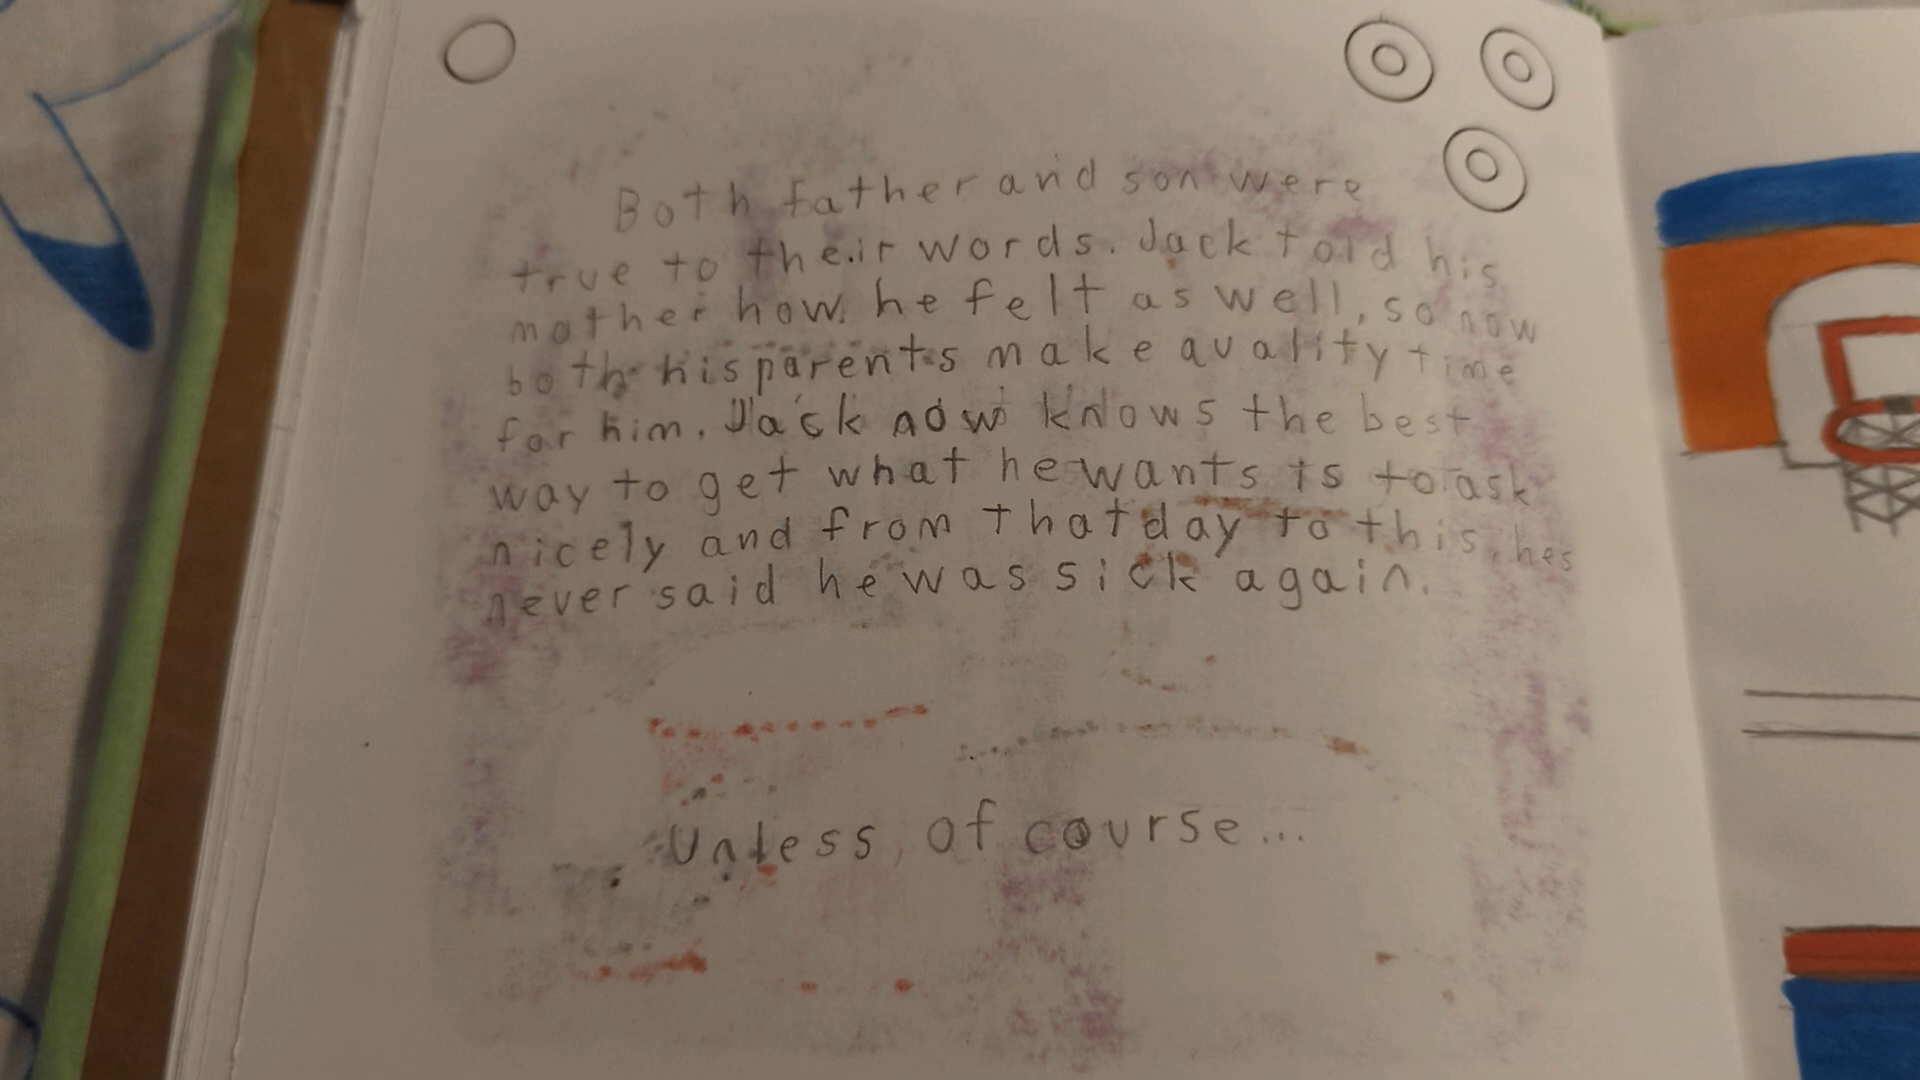 Both father and son were
true to their words. Jack told his
mother how he felt as well, so now
both his parents make quality time
for him. Jack now knows the best
way to get what he wants is to ask
nicely and from that day to this, hes
never said he was sick again.
Unless, of course...